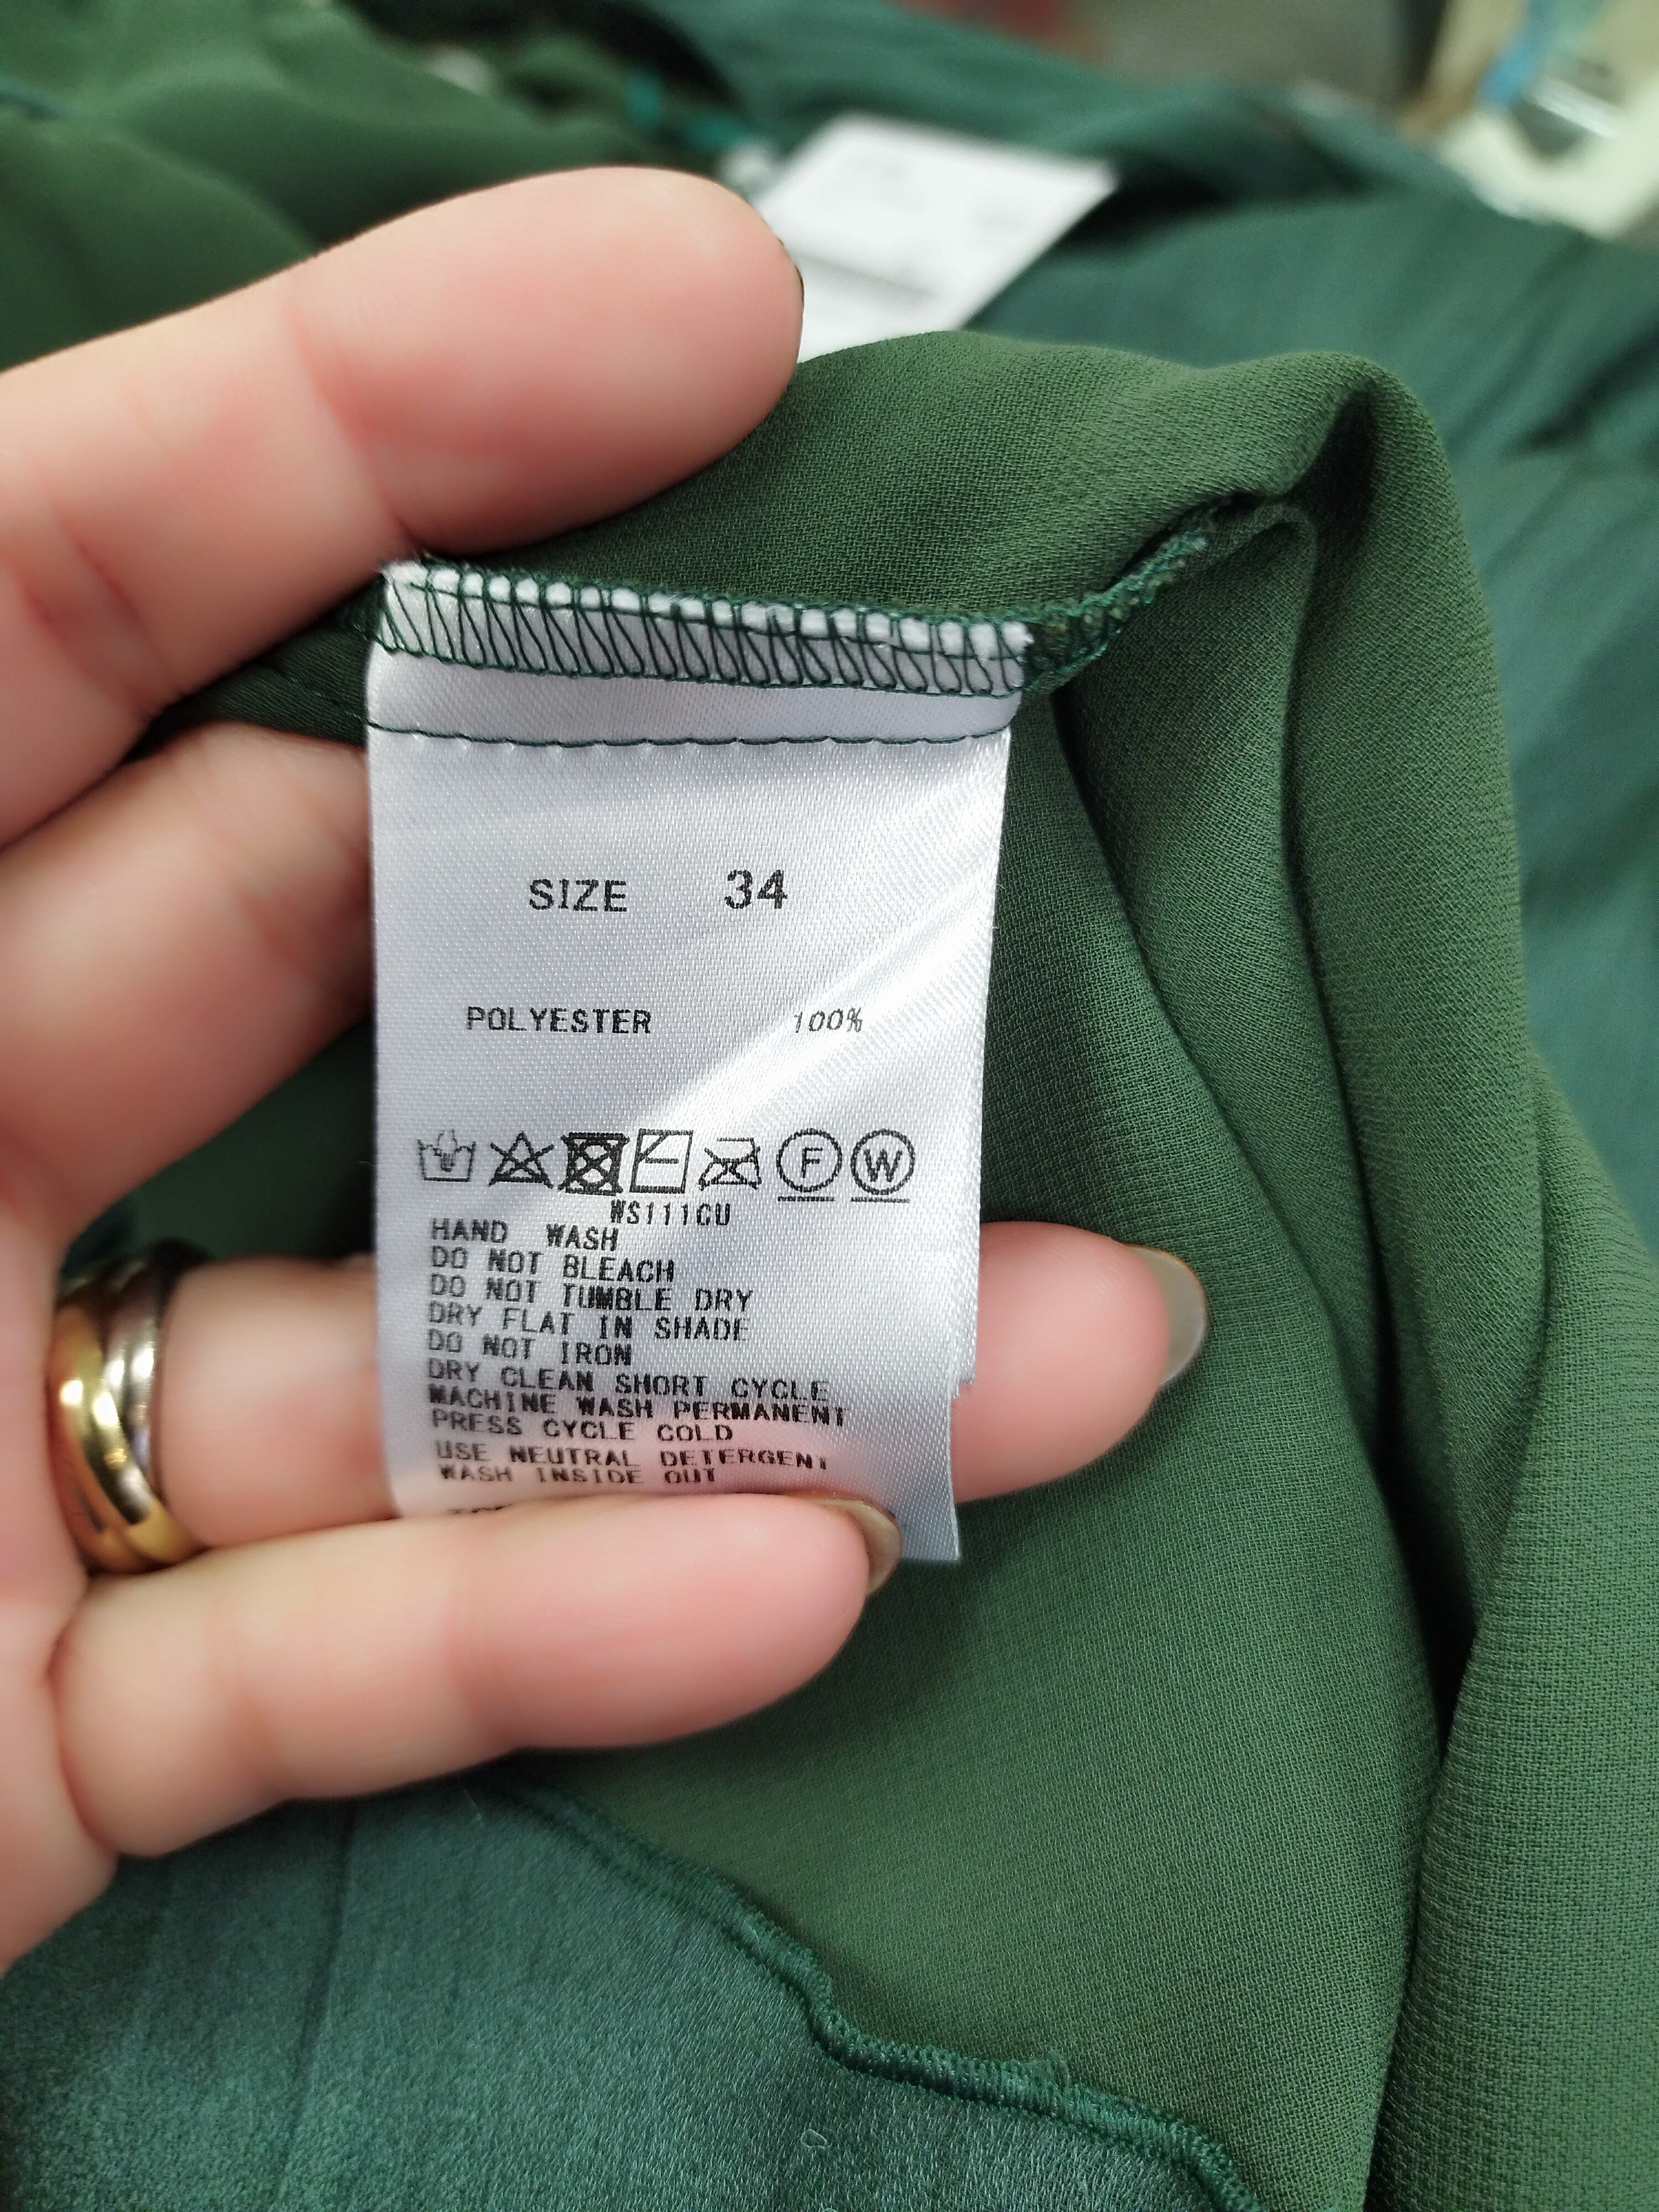 SIZE 34
POLYESTER 100%
F W
WS111CU
HAND WASH
DO NOT BLEACH
DO NOT TUMBLE DRY
DRY FLAT IN SHADE
DO NOT IRON
DRY CLEAN SHORT CYCLE
MACHINE WASH PERMANENT
PRESS CYCLE COLD
USE NEUTRAL DETERGENT
WASH INSIDE OUT